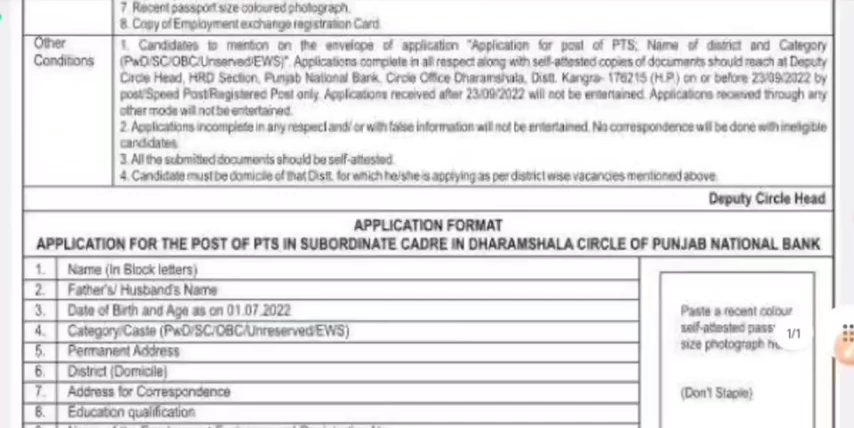 7. Recent passport size coloured photograph.
8. Copy of Employment exchange registration Card.
Other Conditions
1. Candidates to mention on the envelope of application "Application for post of PTS; Name of district and Category
(PwD/SC/OBC/Unserved/EWS)". Applications complete in all respect along with self-attested copies of documents should reach at Deputy
Circle Head, HRD Section, Punjab National Bank, Circle Office Dharamshala, Distt. Kangra- 176215 (H.P.) on or before 23/09/2022 by
post/Speed Post/Registered Post only. Applications received after 23/09/2022 will not be entertained. Applications received through any
other mode will not be entertained.
2. Applications incomplete in any respect and/ or with false information will not be entertained. No correspondence will be done with ineligible
candidates.
3. All the submitted documents should be self-attested.
4. Candidate must be domicile of that Distt. for which he/she is applying as per district wise vacancies mentioned above.
Deputy Circle Head
APPLICATION FORMAT
APPLICATION FOR THE POST OF PTS IN SUBORDINATE CADRE IN DHARAMSHALA CIRCLE OF PUNJAB NATIONAL BANK
1. Name (In Block letters)
2. Father's/ Husband's Name
3. Date of Birth and Age as on 01.07.2022
4. Category/Caste (PwD/SC/OBC/Unreserved/EWS)
5. Permanent Address
6. District (Domicile)
7. Address for Correspondence
8. Education qualification
Paste a recent colour
self-attested
size photograph
(Don't Staple)
1/1